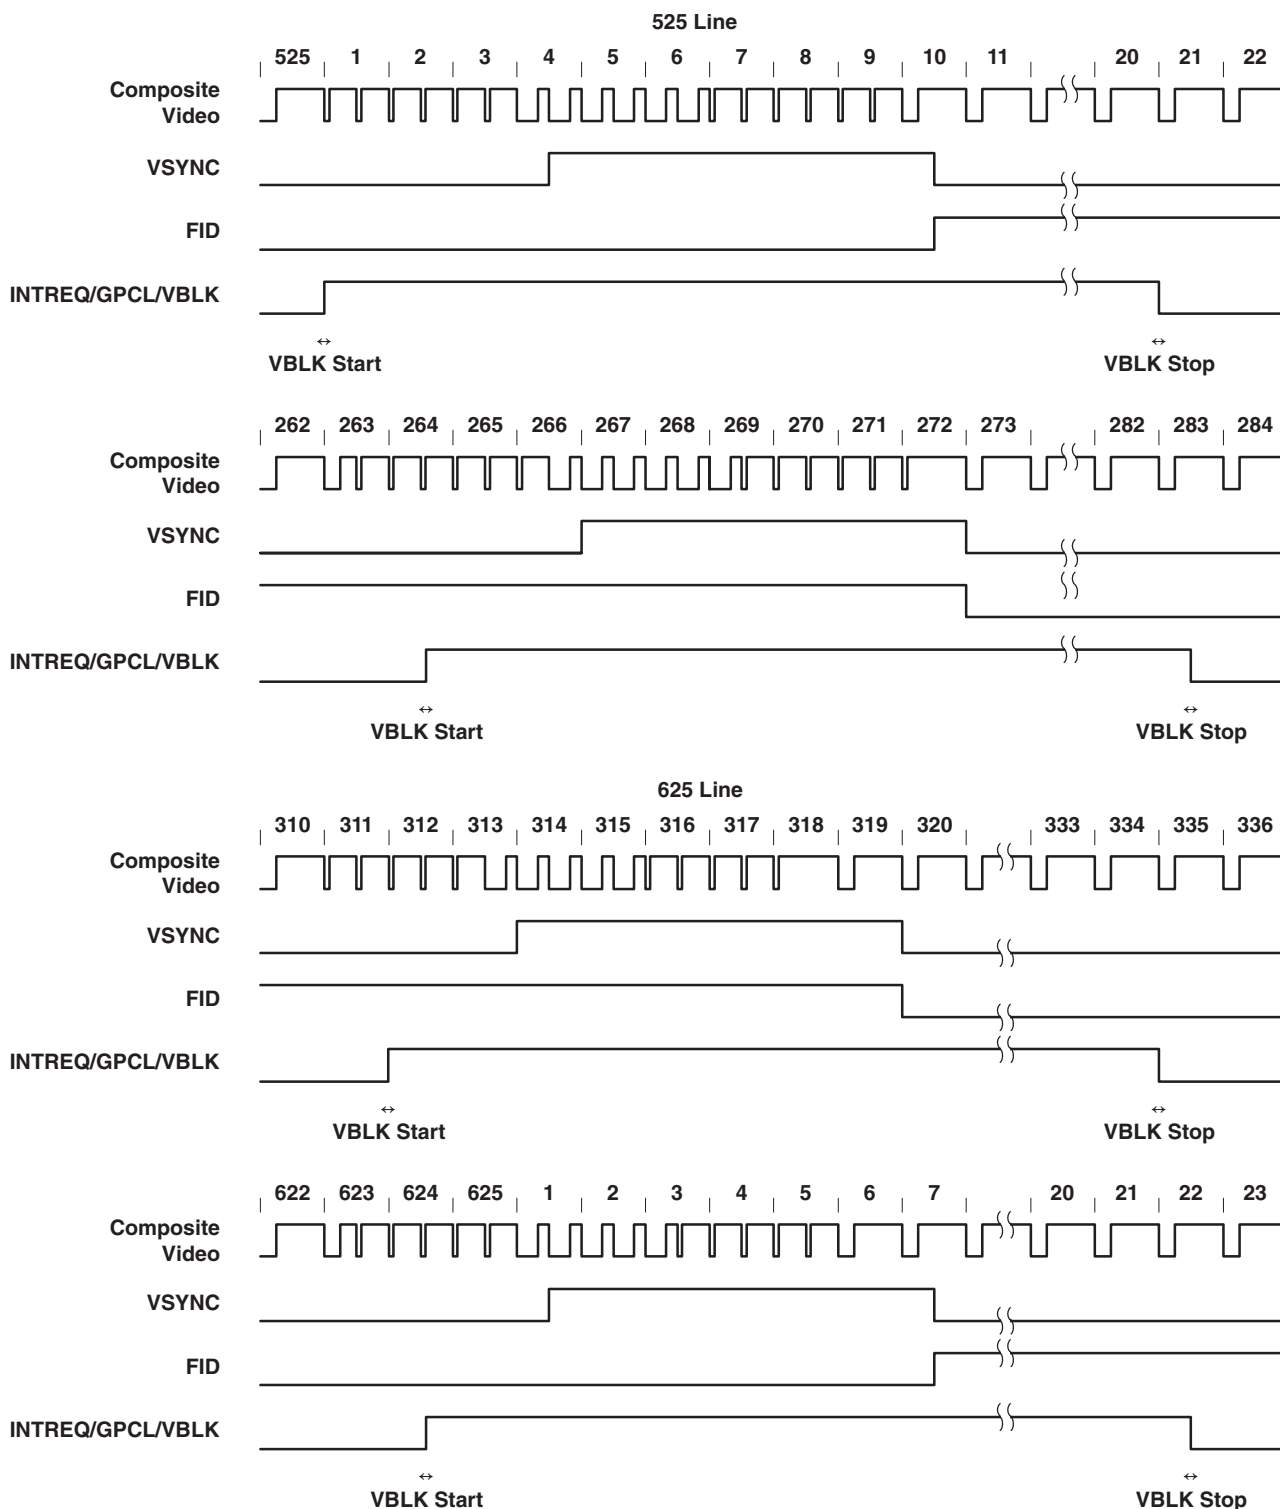 525 Line
525 1 2 3 4 5 6 7 8 9 10 11 20 21 22
Composite
Video
VSYNC
FID
INTREQ/GPCL/VBLK
VBLK Start VBLK Stop
262 263 264 265 266 267 268 269 270 271 272 273 282 283 284
Composite
Video
VSYNC
FID
INTREQ/GPCL/VBLK
VBLK Start VBLK Stop
625 Line
310 311 312 313 314 315 316 317 318 319 320 333 334 335 336
Composite
Video
VSYNC
FID
INTREQ/GPCL/VBLK
VBLK Start VBLK Stop
622 623 624 625 1 2 3 4 5 6 7 20 21 22 23
Composite
Video
VSYNC
FID
INTREQ/GPCL/VBLK
VBLK Start VBLK Stop